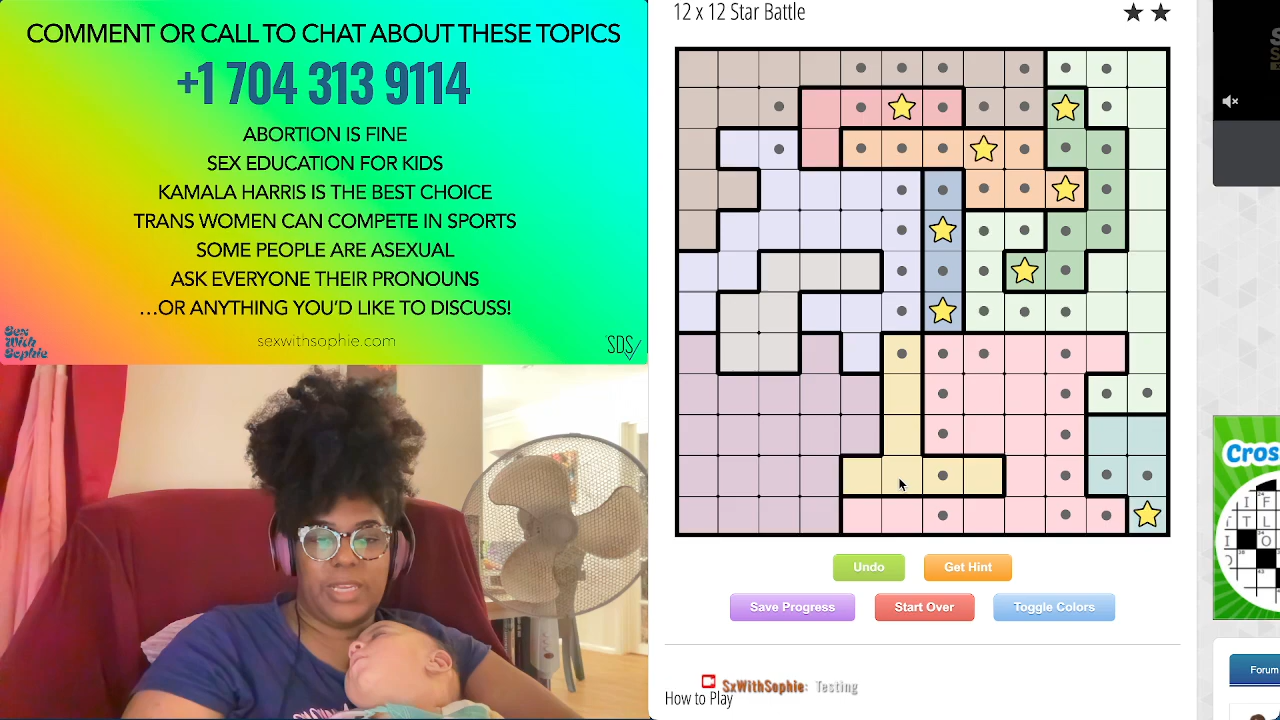 COMMENT OR CALL TO CHAT ABOUT THESE TOPICS
+1 704 313 9114
ABORTION IS FINE
SEX EDUCATION FOR KIDS
KAMALA HARRIS IS THE BEST CHOICE
TRANS WOMEN CAN COMPETE IN SPORTS
SOME PEOPLE ARE ASEXUAL
ASK EVERYONE THEIR PRONOUNS
...OR ANYTHING YOU'D LIKE TO DISCUSS!
sexwithsophie.com
Sex
With
Sophie
SDS/
12 x 12 Star Battle
Undo
Get Hint
Save Progress
Start Over
Toggle Colors
SxWithSophie: Testing
How to Play
Cros
I F
T L
I O
Forum